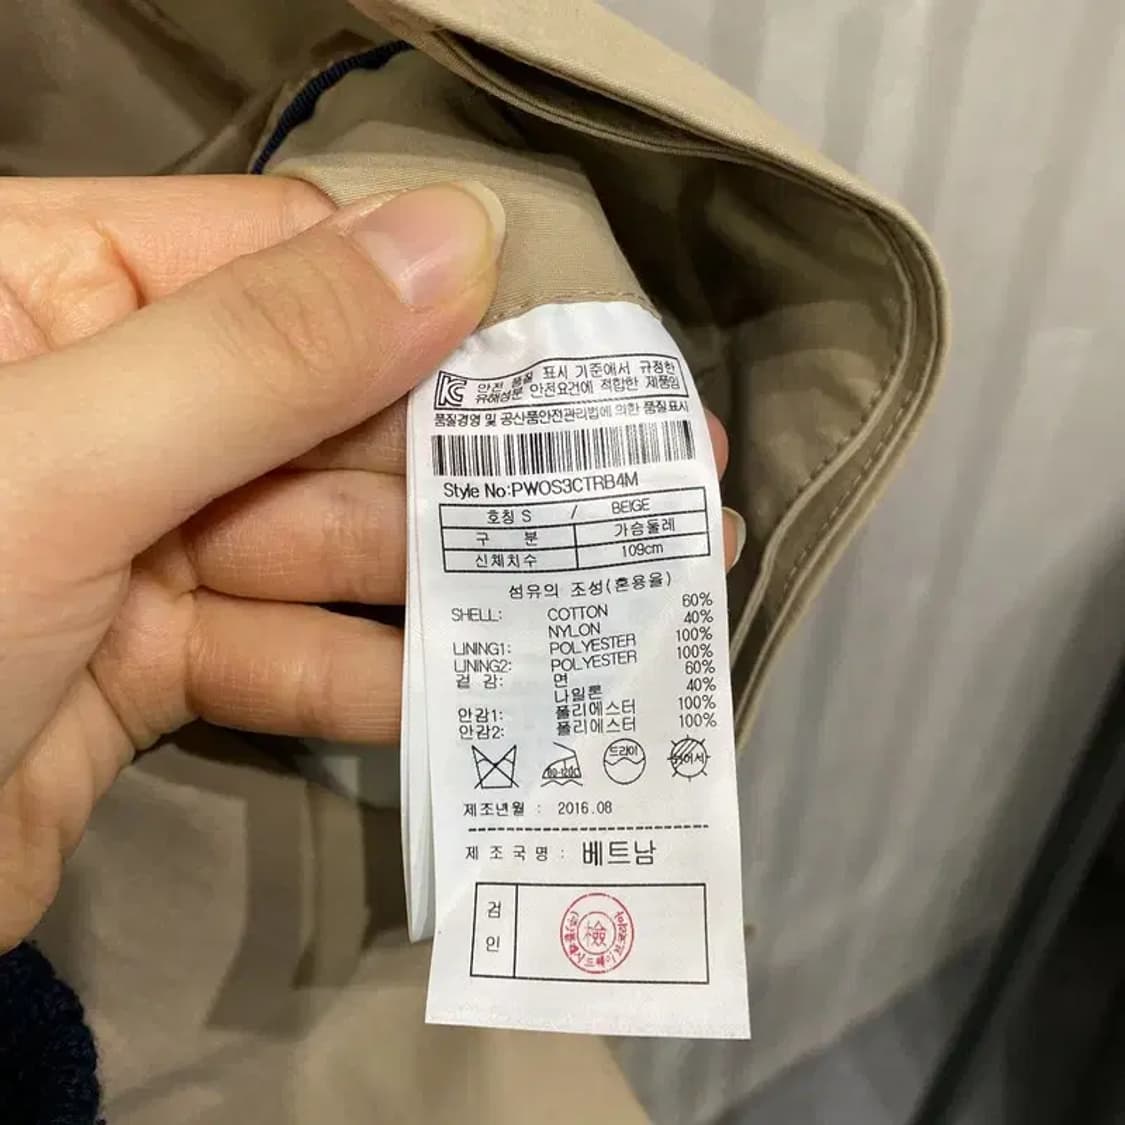 KC 안전 품질 표시 기준에서 규정한
유해성분 안전요건에 적합한 제품임
품질경영 및 공산품안전관리법에 의한 품질표시
Style No:PWOS3CTRB4M
호칭 S / BEIGE
구 분 가슴둘레
신체치수 109cm
섬유의 조성(혼용율)
SHELL: COTTON 60%
NYLON 40%
LINING1: POLYESTER 100%
LINING2: POLYESTER 100%
겉 감: 면 60%
나일론 40%
안감1: 폴리에스터 100%
안감2: 폴리에스터 100%
드라이
제조년월 : 2016.08
제 조 국 명 : 베트남
검
인
檢